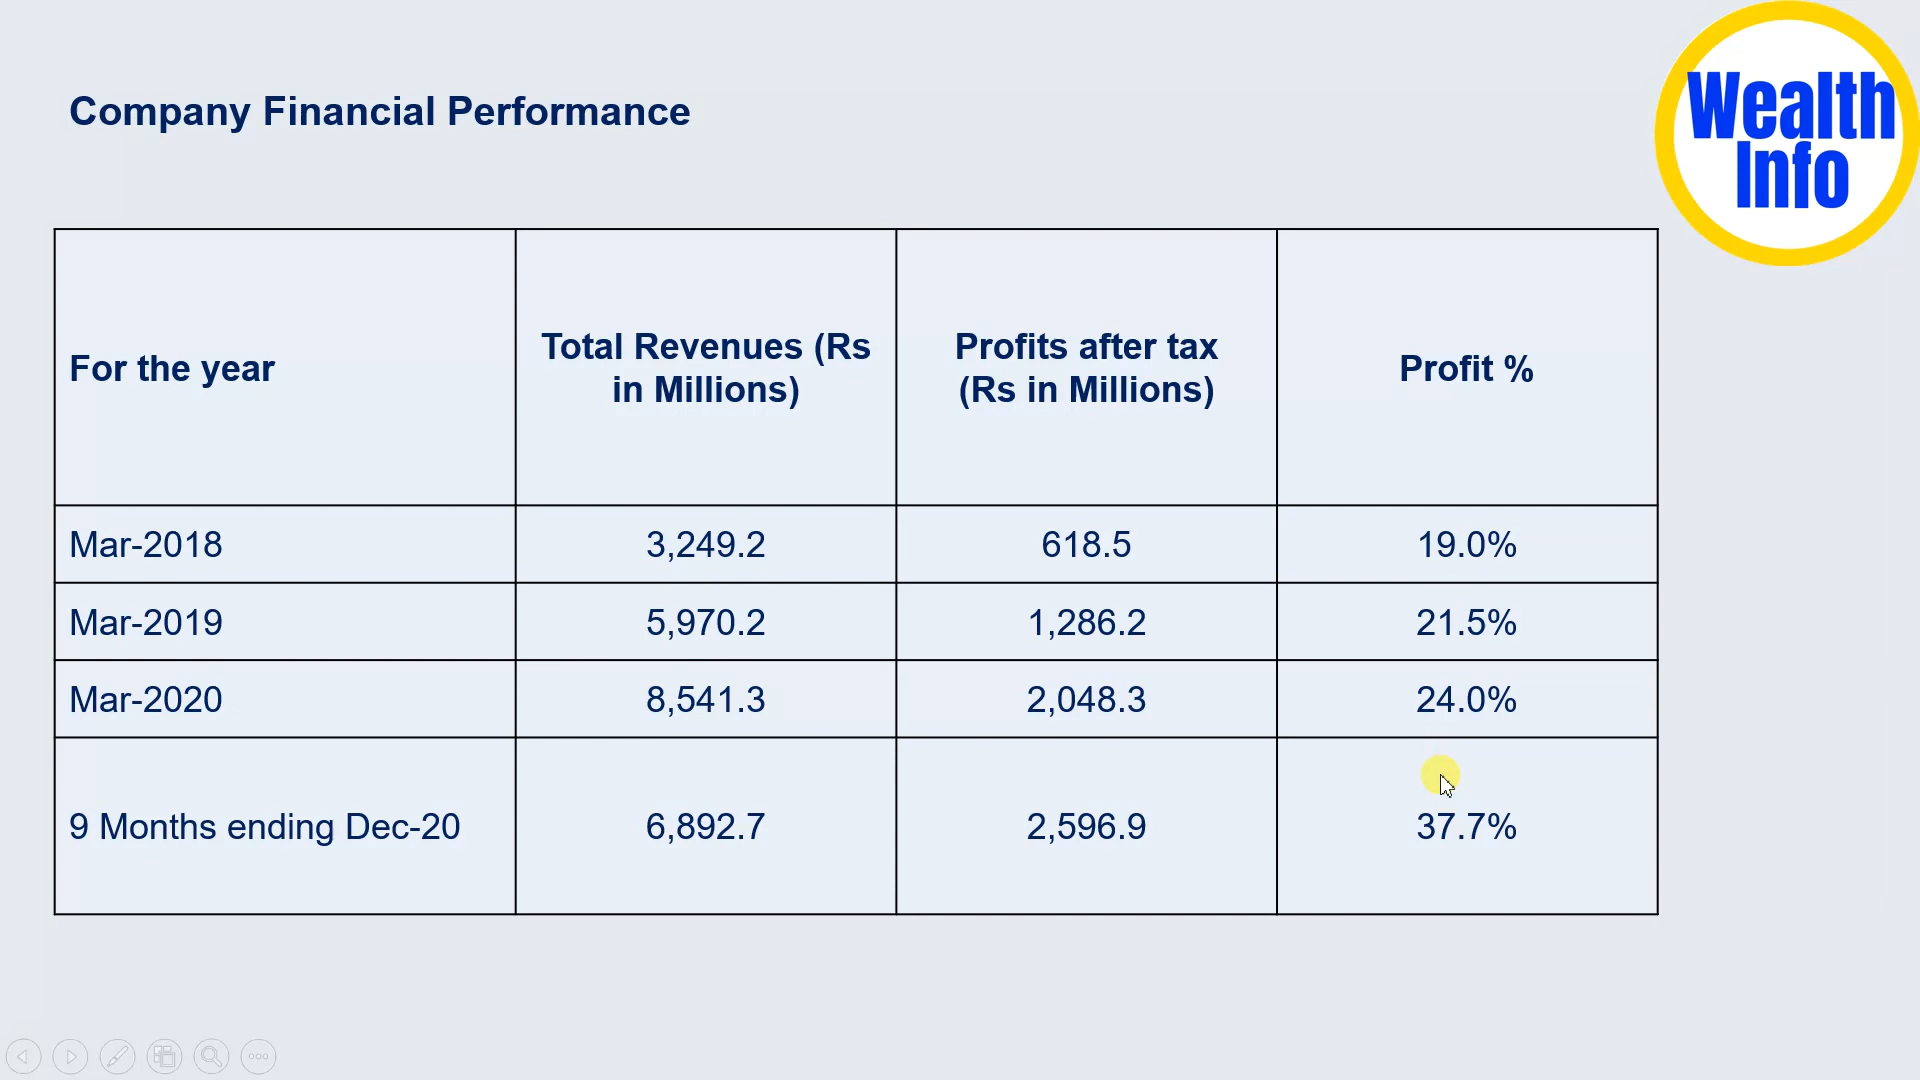 Company Financial Performance
Wealth
Info
For the year
Total Revenues (Rs
in Millions)
Profits after tax
(Rs in Millions)
Profit %
Mar-2018 3,249.2 618.5 19.0%
Mar-2019 5,970.2 1,286.2 21.5%
Mar-2020 8,541.3 2,048.3 24.0%
9 Months ending Dec-20 6,892.7 2,596.9 37.7%